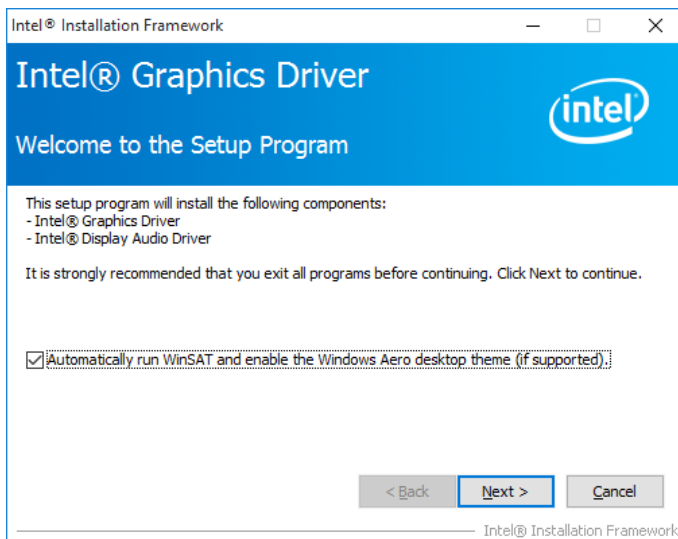 Intel® Installation Framework
Intel® Graphics Driver
intel
Welcome to the Setup Program
This setup program will install the following components:
- Intel® Graphics Driver
- Intel® Display Audio Driver
It is strongly recommended that you exit all programs before continuing. Click Next to continue.
Automatically run WinSAT and enable the Windows Aero desktop theme (if supported).
< Back Next > Cancel
Intel® Installation Framework